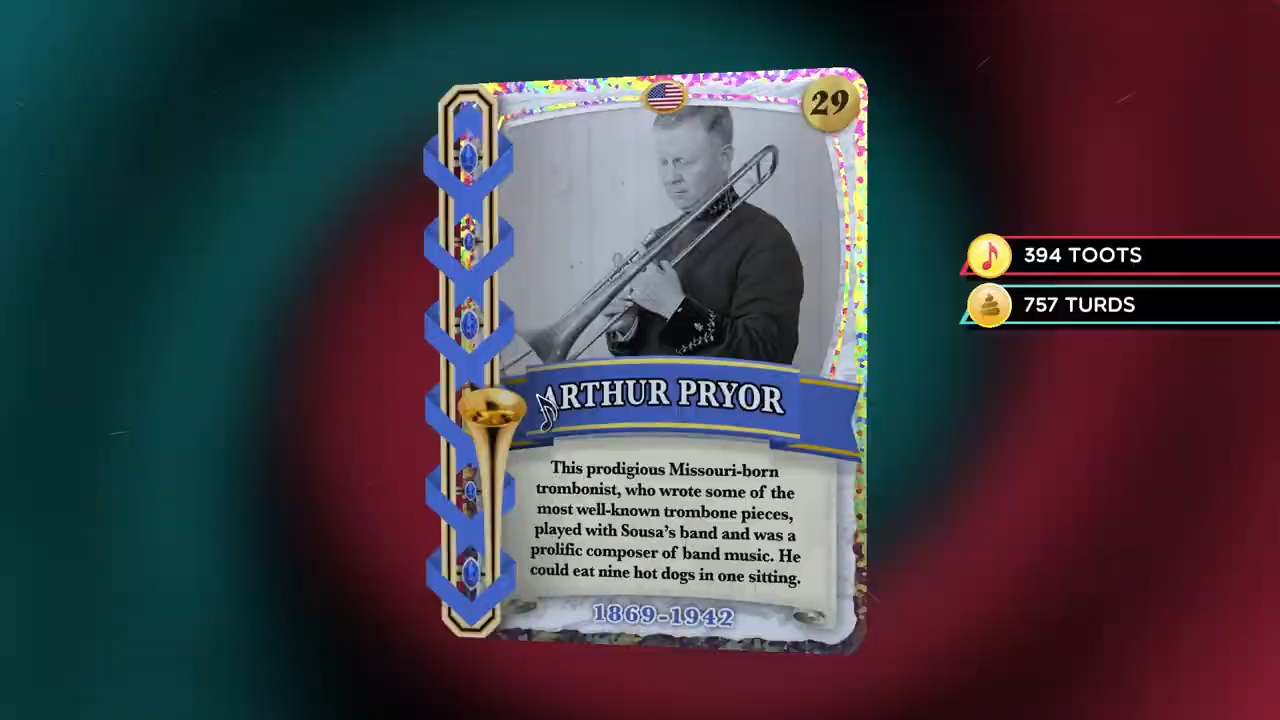 29
394 TOOTS
757 TURDS
ARTHUR PRYOR
This prodigious Missouri-born
trombonist, who wrote some of the
most well-known trombone pieces,
played with Sousa's band and was a
prolific composer of band music. He
could eat nine hot dogs in one sitting.
1869-1942